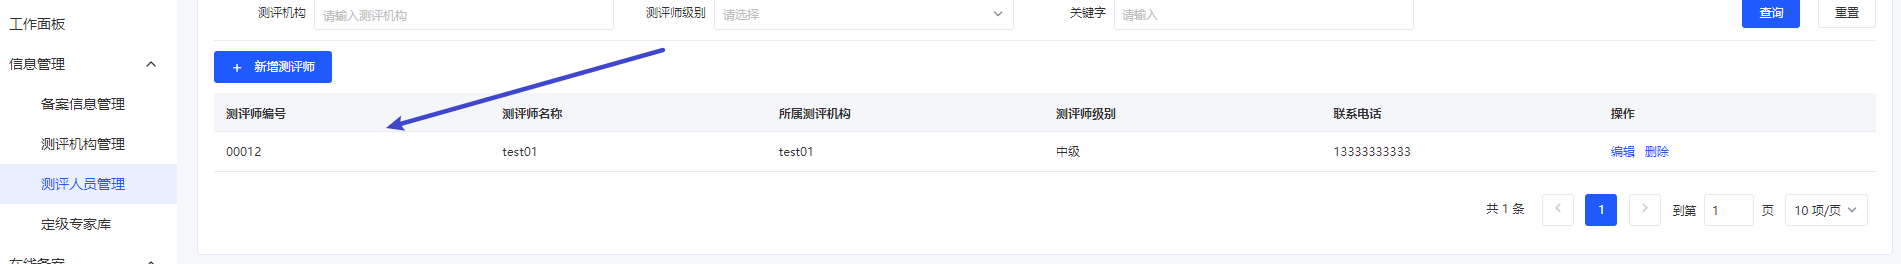 工作面板
信息管理
备案信息管理
测评机构管理
测评人员管理
定级专家库
在线备案
测评机构 请输入测评机构 测评师级别 请选择 关键字 请输入 查询 重置
+ 新增测评师
测评师编号 测评师名称 所属测评机构 测评师级别 联系电话 操作
00012 test01 test01 中级 13333333333 编辑 删除
共 1 条 < 1 > 到第 1 页 10 项/页